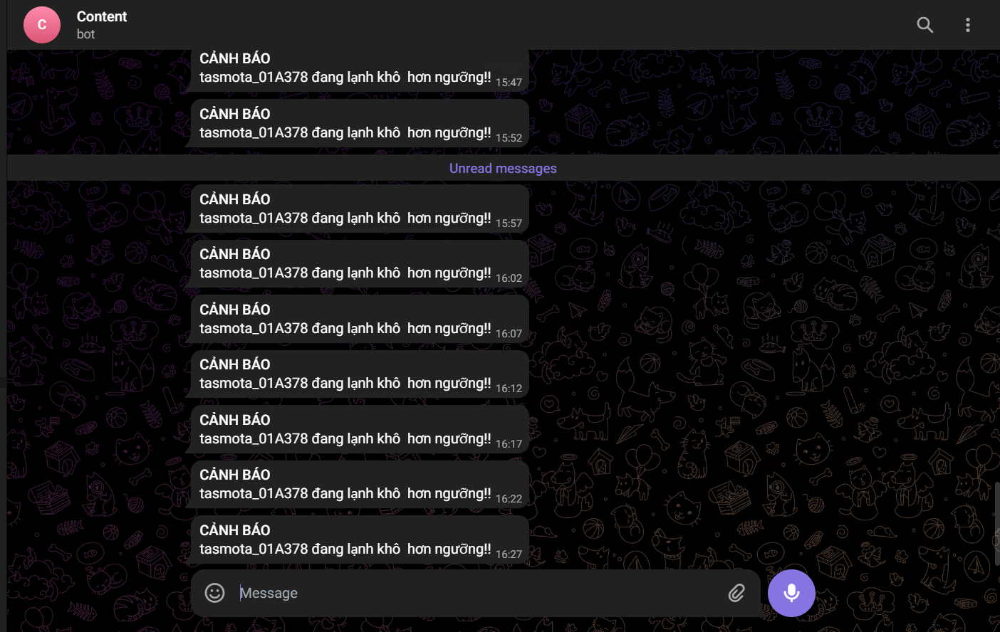 C
Content
bot
CẢNH BÁO
tasmota_01A378 đang lạnh khô  hơn ngưỡng!! 15:47
CẢNH BÁO
tasmota_01A378 đang lạnh khô  hơn ngưỡng!! 15:52
Unread messages
CẢNH BÁO
tasmota_01A378 đang lạnh khô  hơn ngưỡng!! 15:57
CẢNH BÁO
tasmota_01A378 đang lạnh khô  hơn ngưỡng!! 16:02
CẢNH BÁO
tasmota_01A378 đang lạnh khô  hơn ngưỡng!! 16:07
CẢNH BÁO
tasmota_01A378 đang lạnh khô  hơn ngưỡng!! 16:12
CẢNH BÁO
tasmota_01A378 đang lạnh khô  hơn ngưỡng!! 16:17
CẢNH BÁO
tasmota_01A378 đang lạnh khô  hơn ngưỡng!! 16:22
CẢNH BÁO
tasmota_01A378 đang lạnh khô  hơn ngưỡng!! 16:27
Message